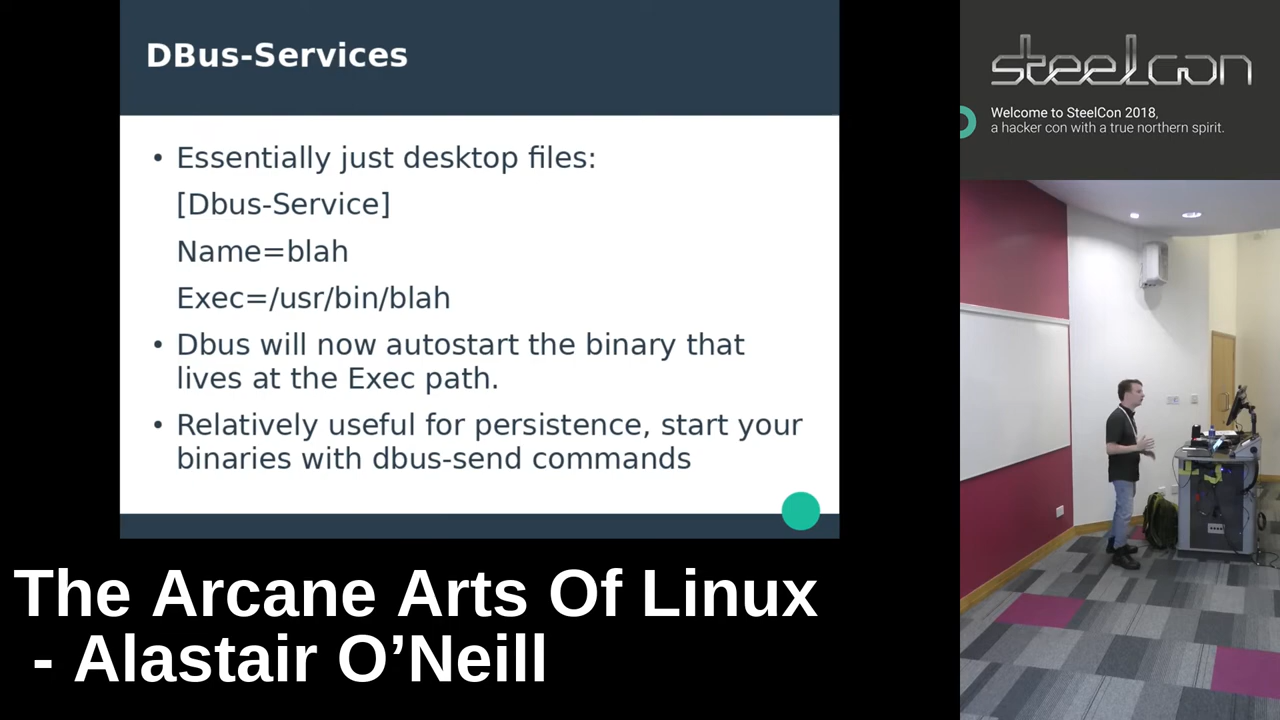 DBus-Services
• Essentially just desktop files:
[Dbus-Service]
Name=blah
Exec=/usr/bin/blah
• Dbus will now autostart the binary that
lives at the Exec path.
• Relatively useful for persistence, start your
binaries with dbus-send commands
The Arcane Arts Of Linux
- Alastair O’Neill
steelcon
Welcome to SteelCon 2018,
a hacker con with a true northern spirit.